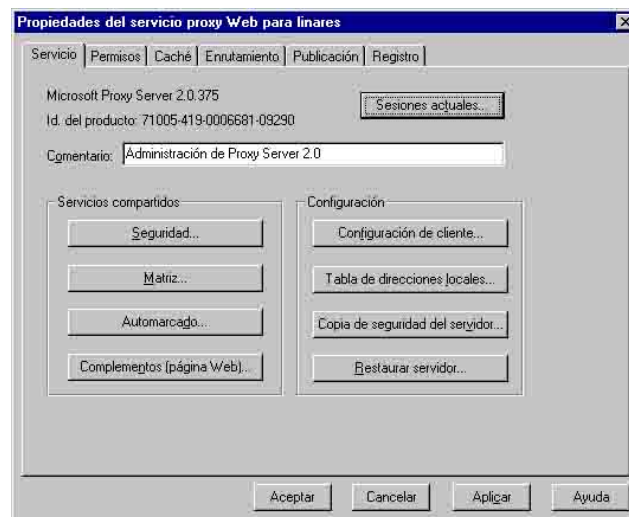 Propiedades del servicio proxy Web para linares
Servicio Permisos Caché Enrutamiento Publicación Registro
Microsoft Proxy Server 2.0.375
Sesiones actuales...
Id. del producto: 71005-419-0006681-09290
Comentario: Administración de Proxy Server 2.0
Servicios compartidos
Seguridad...
Matriz...
Automarcado...
Complementos (página Web)...
Configuración
Configuración de cliente...
Tabla de direcciones locales...
Copia de seguridad del servidor...
Restaurar servidor...
Aceptar Cancelar Aplicar Ayuda